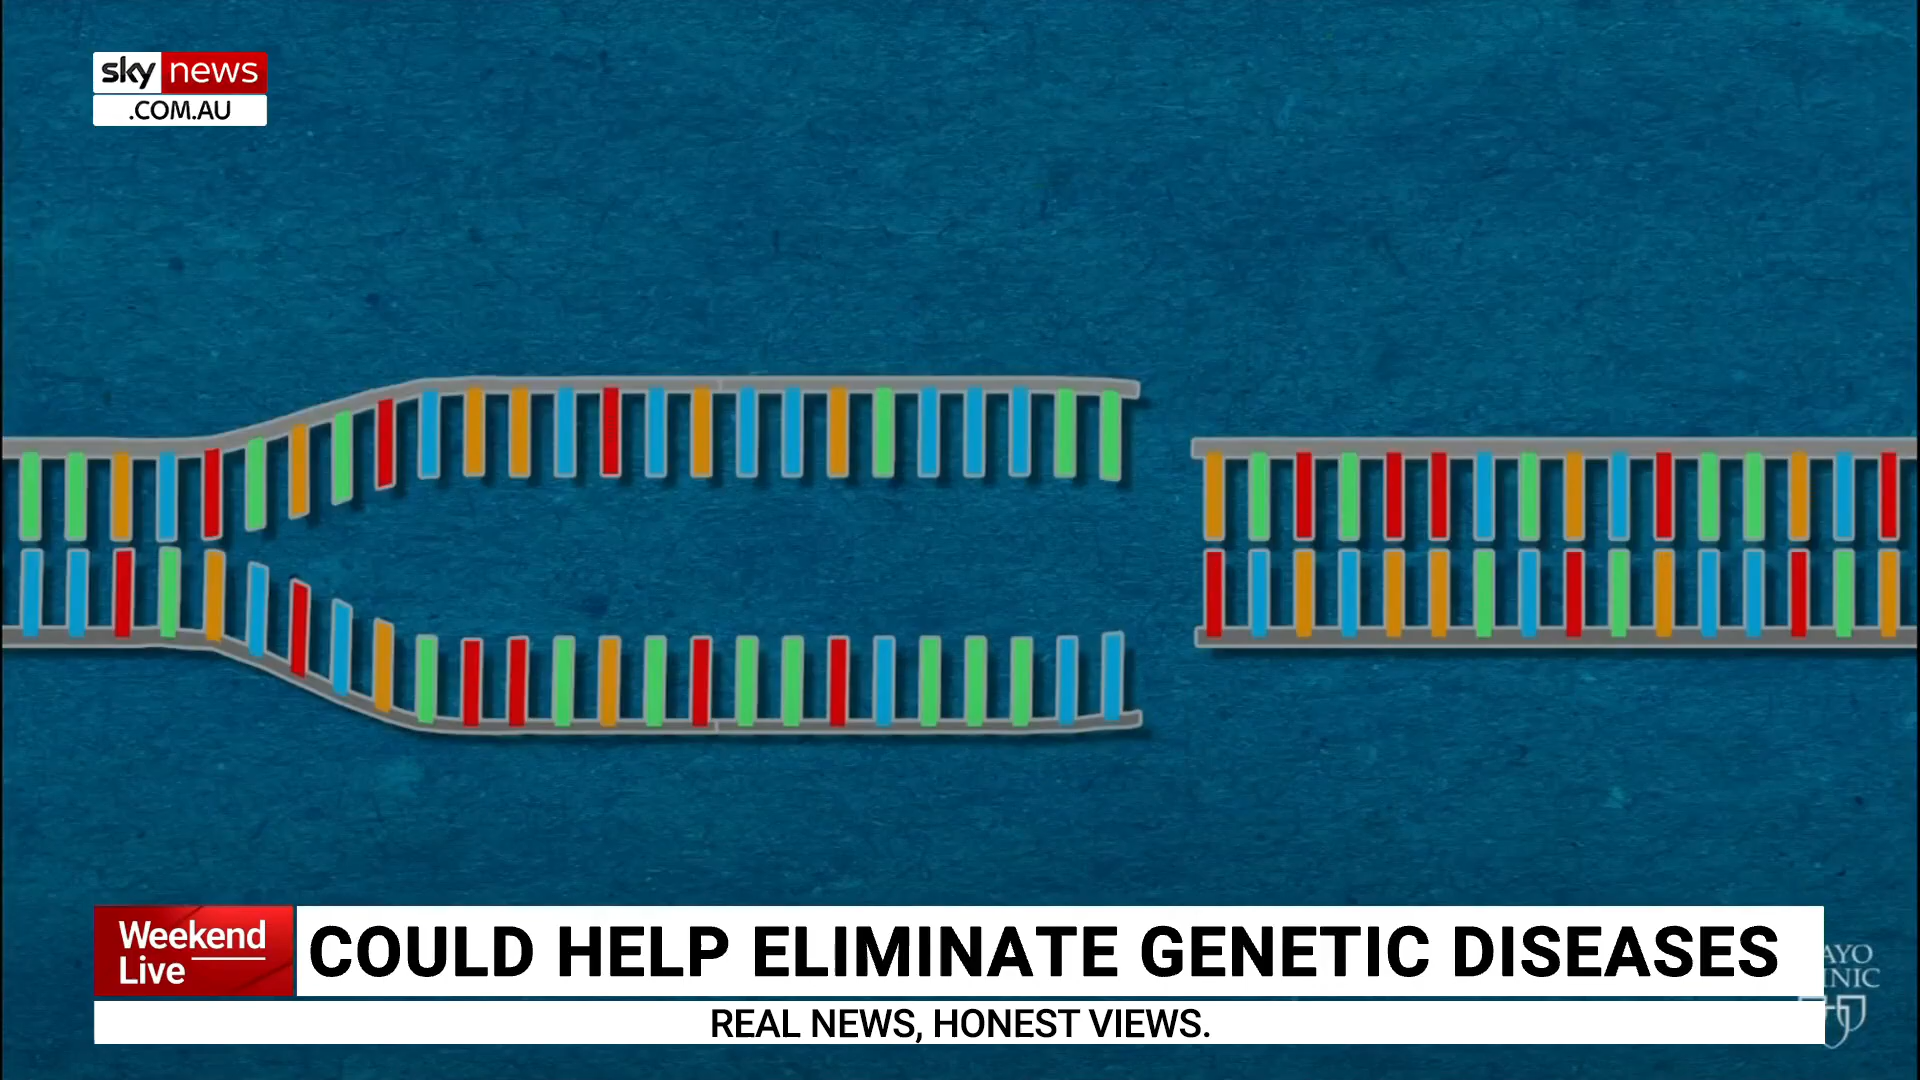 sky news
.COM.AU
Weekend
Live
COULD HELP ELIMINATE GENETIC DISEASES
REAL NEWS, HONEST VIEWS.